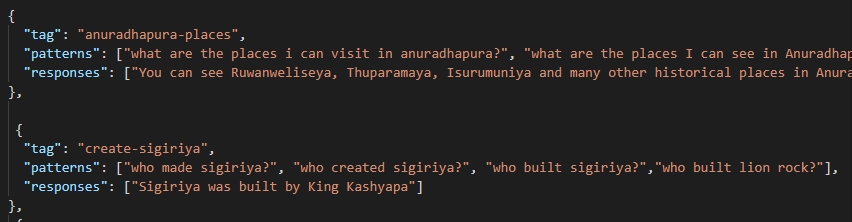 {
"tag": "anuradhapura-places",
"patterns": ["what are the places i can visit in anuradhapura?", "what are the places I can see in Anuradhap
"responses": ["You can see Ruwanweliseya, Thuparamaya, Isurumuniya and many other historical places in Anura
},
{
"tag": "create-sigiriya",
"patterns": ["who made sigiriya?", "who created sigiriya?", "who built sigiriya?","who built lion rock?"],
"responses": ["Sigiriya was built by King Kashyapa"]
},